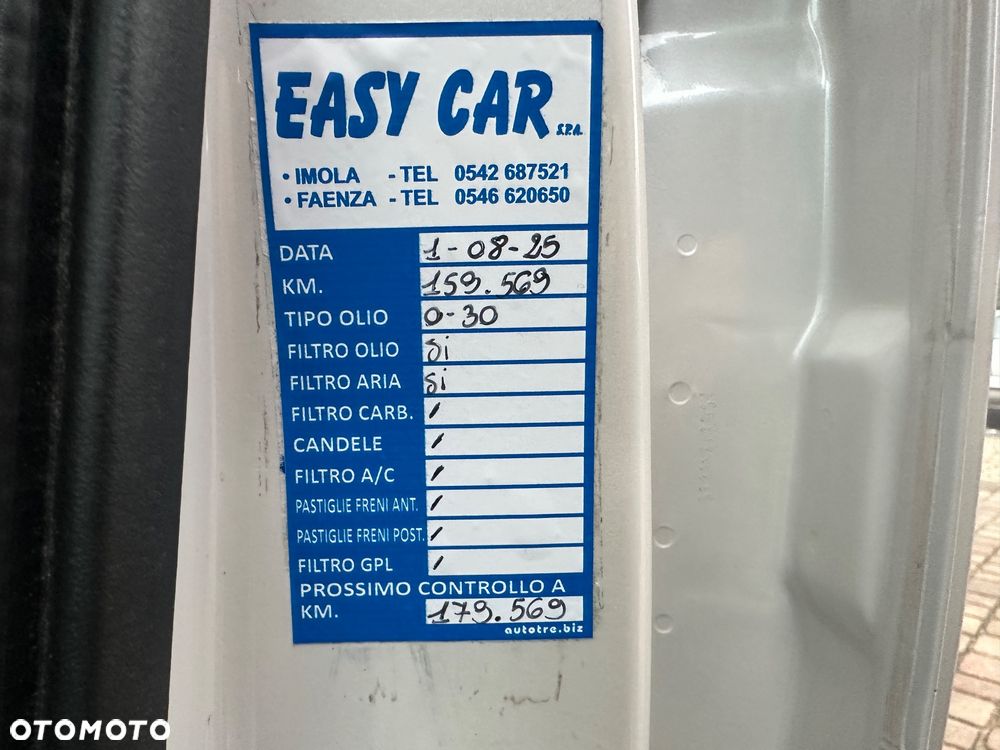 EASY CAR S.P.A.
• IMOLA - TEL 0542 687521
• FAENZA - TEL 0546 620650
DATA 1-08-25
KM. 159.569
TIPO OLIO 0-30
FILTRO OLIO si
FILTRO ARIA si
FILTRO CARB. /
CANDELE /
FILTRO A/C /
PASTIGLIE FRENI ANT. /
PASTIGLIE FRENI POST. /
FILTRO GPL /
PROSSIMO CONTROLLO A
KM. 179.569
autotre.biz
OTOMOTO